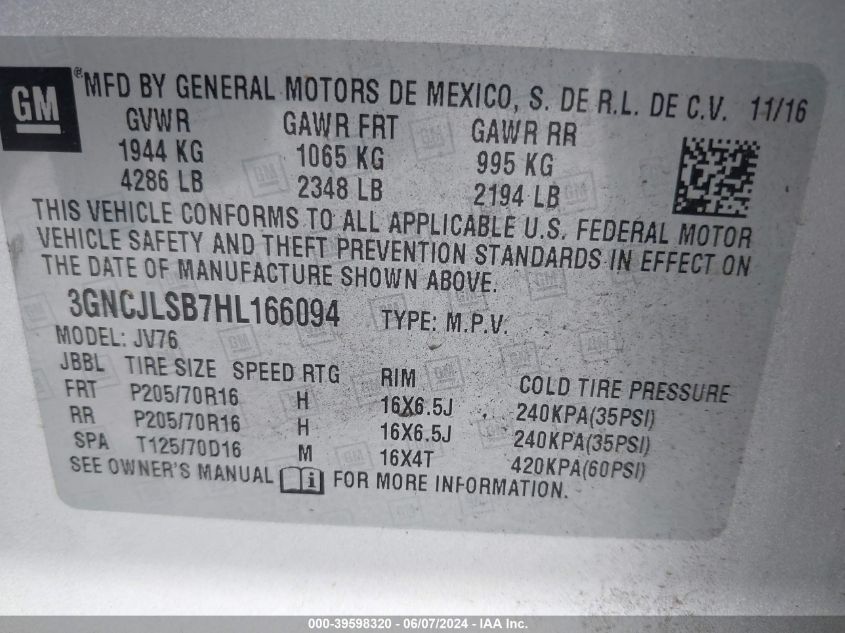 GM ® MFD BY GENERAL MOTORS DE MEXICO, S. DE R.L. DE C.V. 11/16
GVWR GAWR FRT GAWR RR
1944 KG 1065 KG 995 KG
4286 LB 2348 LB 2194 LB
THIS VEHICLE CONFORMS TO ALL APPLICABLE U.S. FEDERAL MOTOR
VEHICLE SAFETY AND THEFT PREVENTION STANDARDS IN EFFECT ON
THE DATE OF MANUFACTURE SHOWN ABOVE.
3GNCJLSB7HL166094 TYPE: M.P.V.
MODEL: JV76
JBBL TIRE SIZE SPEED RTG RIM COLD TIRE PRESSURE
FRT P205/70R16 H 16X6.5J 240KPA(35PSI)
RR P205/70R16 H 16X6.5J 240KPA(35PSI)
SPA T125/70D16 M 16X4T 420KPA(60PSI)
SEE OWNER'S MANUAL i FOR MORE INFORMATION.
000-39598320 - 06/07/2024 - IAA Inc.